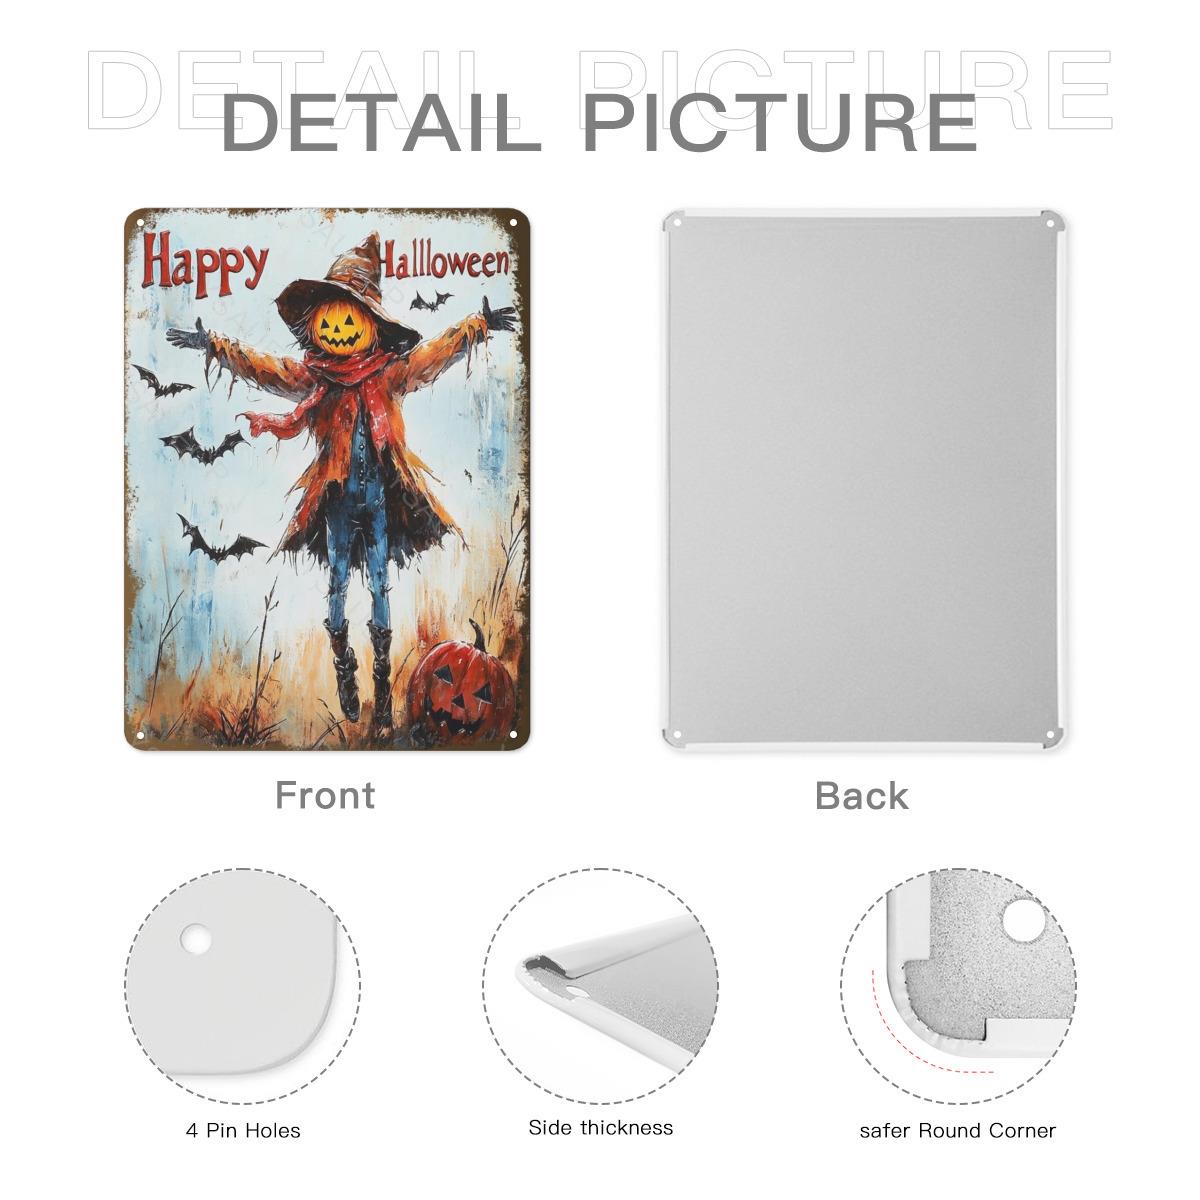 DETAIL PICTURE
DETAIL PICTURE
Happy Halloween
Front
Back
4 Pin Holes
Side thickness
safer Round Corner